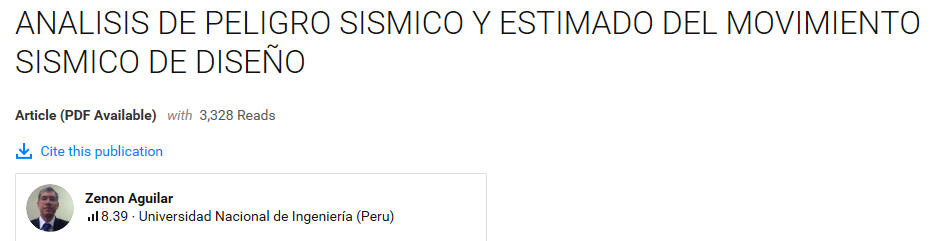 ANALISIS DE PELIGRO SISMICO Y ESTIMADO DEL MOVIMIENTO
SISMICO DE DISEÑO
Article (PDF Available) with 3,328 Reads
Cite this publication
Zenon Aguilar
8.39 · Universidad Nacional de Ingeniería (Peru)